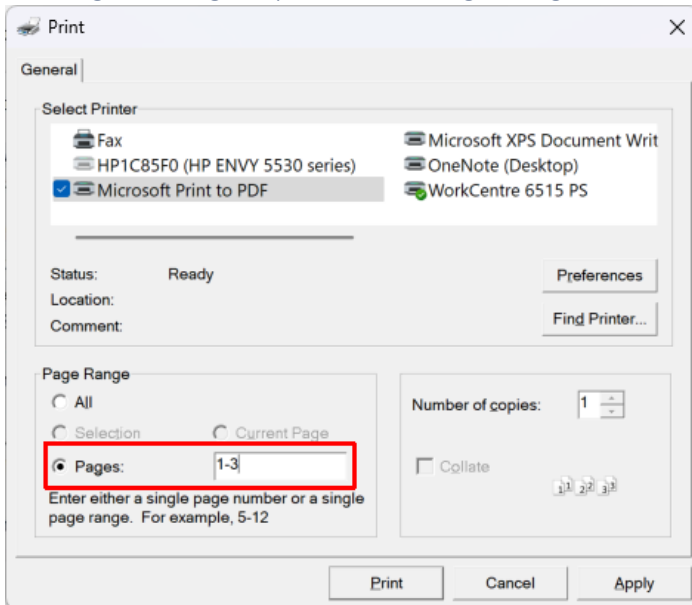 Print
General
Select Printer
Fax
Microsoft XPS Document Writ
HP1C85F0 (HP ENVY 5530 series)
OneNote (Desktop)
Microsoft Print to PDF
WorkCentre 6515 PS
Status: Ready
Preferences
Location:
Comment:
Find Printer...
Page Range
All
Selection
Current Page
Pages: 1-3
Enter either a single page number or a single
page range. For example, 5-12
Number of copies: 1
Collate
11 22 33
Print
Cancel
Apply